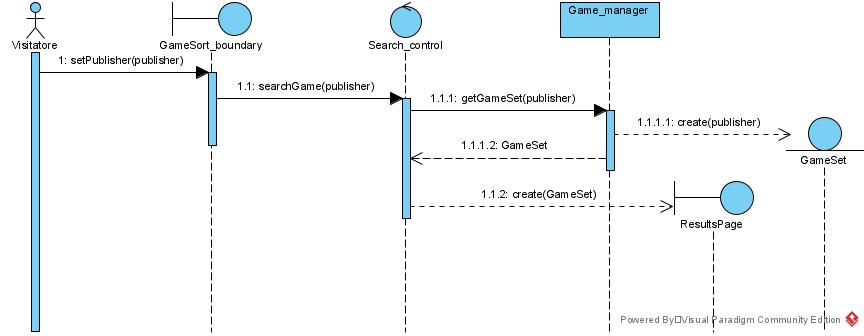 Visitatore
GameSort_boundary
Search_control
Game_manager
1: setPublisher(publisher)
1.1: searchGame(publisher)
1.1.1: getGameSet(publisher)
1.1.1.1: create(publisher)
GameSet
1.1.1.2: GameSet
1.1.2: create(GameSet)
ResultsPage
Powered By Visual Paradigm Community Edition